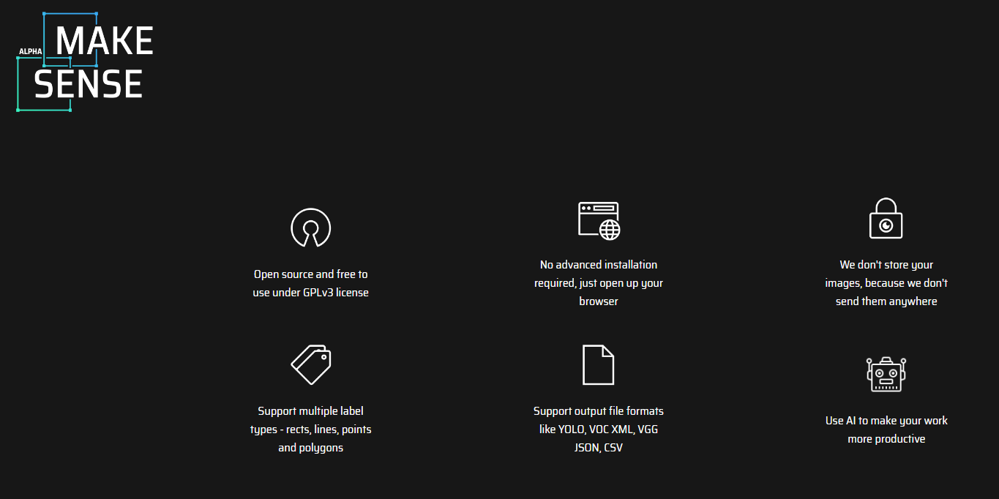 MAKE
ALPHA
SENSE
Open source and free to
use under GPLv3 license
No advanced installation
required, just open up your
browser
We don't store your
images, because we don't
send them anywhere
Support multiple label
types - rects, lines, points
and polygons
Support output file formats
like YOLO, VOC XML, VGG
JSON, CSV
Use AI to make your work
more productive